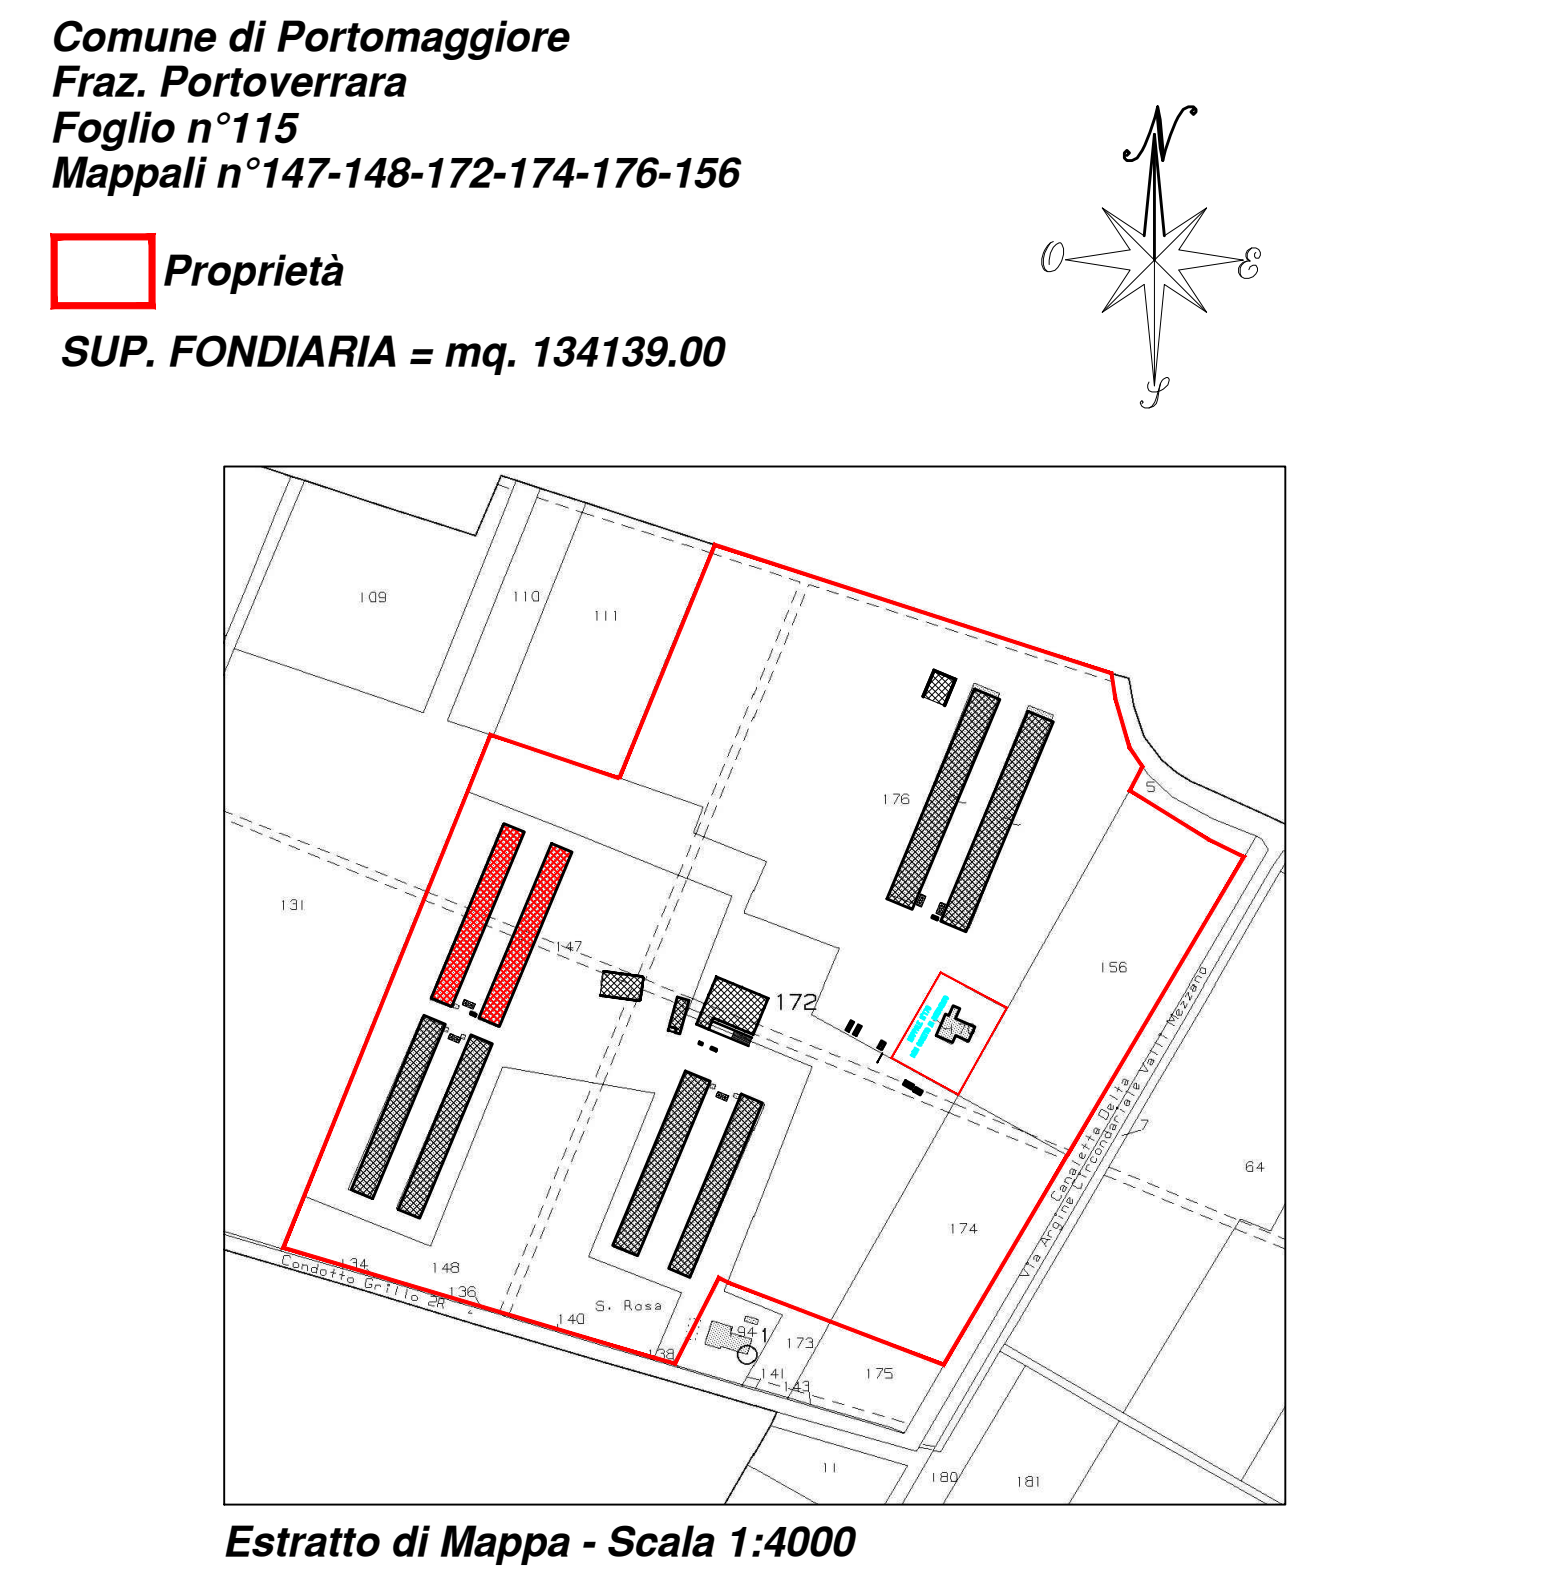 Comune di Portomaggiore
Fraz. Portoverrara
Foglio n°115
Mappali n°147-148-172-174-176-156
N
O
E
S
Proprietà
SUP. FONDIARIA = mq. 134139.00
109
110
111
176
5
131
147
156
172
Canaletta Delta
Via Argine Circondariale Valli Mezzano
7
64
174
134
148
Condotto Grillo 2R
136
140
S. Rosa
138
194
1
173
141
143
175
11
180
181
Estratto di Mappa - Scala 1:4000